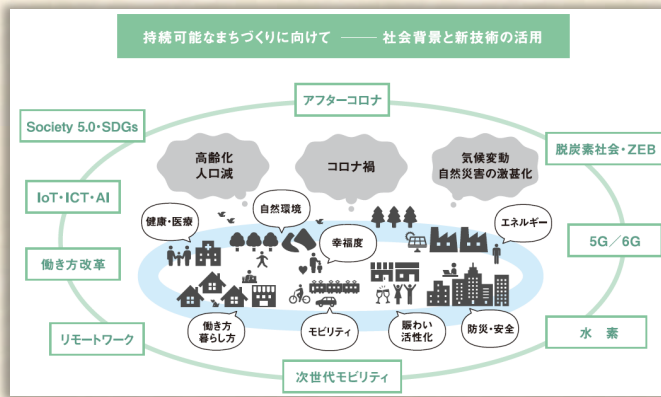 持続可能なまちづくりに向けて ―― 社会背景と新技術の活用
アフターコロナ
Society 5.0・SDGs
脱炭素社会・ZEB
高齢化
人口減
コロナ禍
気候変動
自然災害の激甚化
IoT・ICT・AI
5G／6G
働き方改革
リモートワーク
水 素
次世代モビリティ
健康・医療
自然環境
幸福度
エネルギー
働き方
暮らし方
モビリティ
賑わい
活性化
防災・安全